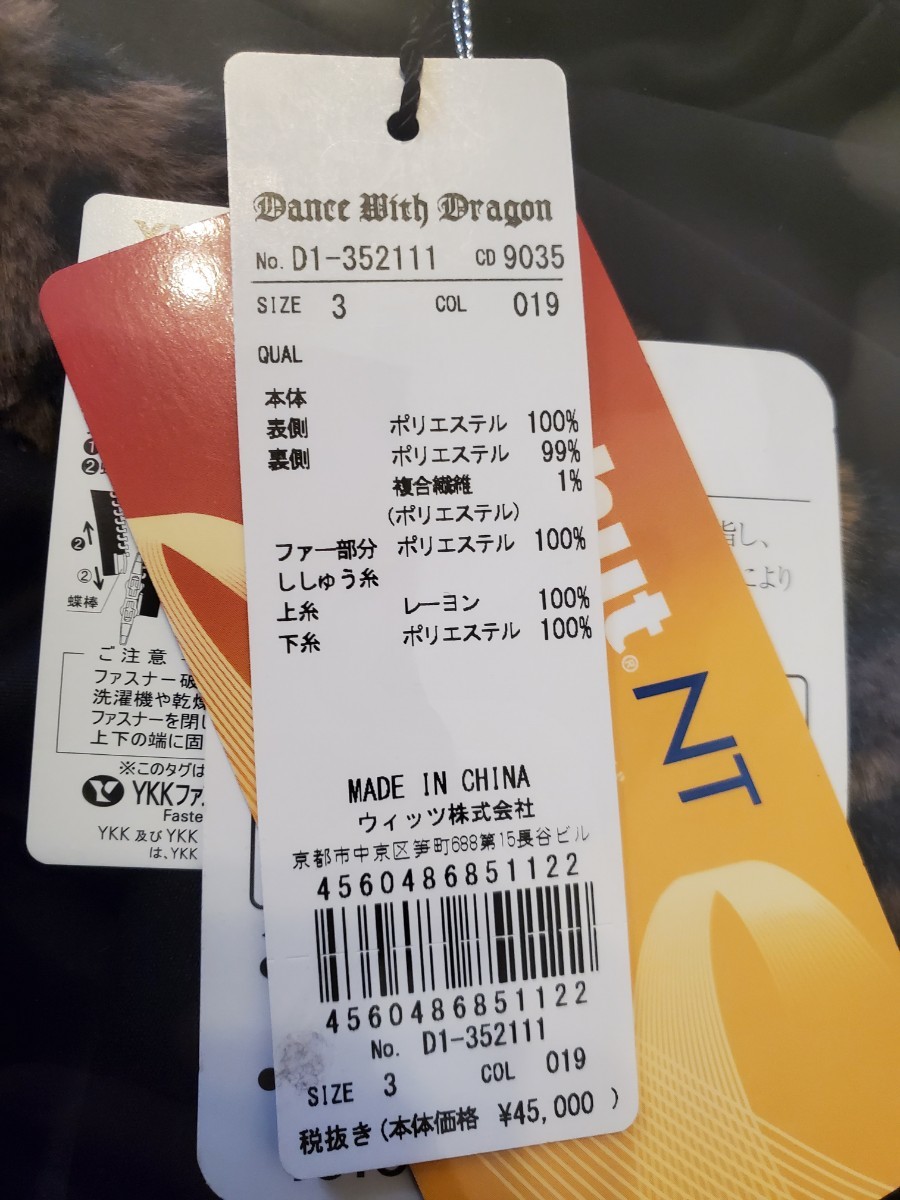 Dance With Dragon
No. D1-352111 CD 9035
SIZE 3 COL 019
QUAL
本体
表側 ポリエステル 100%
裏側 ポリエステル 99%
複合繊維 1%
(ポリエステル)
ファー部分 ポリエステル 100%
ししゅう糸
上糸 レーヨン 100%
下糸 ポリエステル 100%
MADE IN CHINA
ウィッツ株式会社
京都市中京区笋町688第15長谷ビル
4560486851122
4560486851122
No. D1-352111
SIZE 3 COL 019
税抜き(本体価格 ¥45,000 )
❷
②
蝶棒
ご注意
ファスナー破
洗濯機や乾燥
ファスナーを閉じ
上下の端に固
※このタグは
YKKファ
Faste
YKK 及び YKK
は、YKK
NT
指し、
により